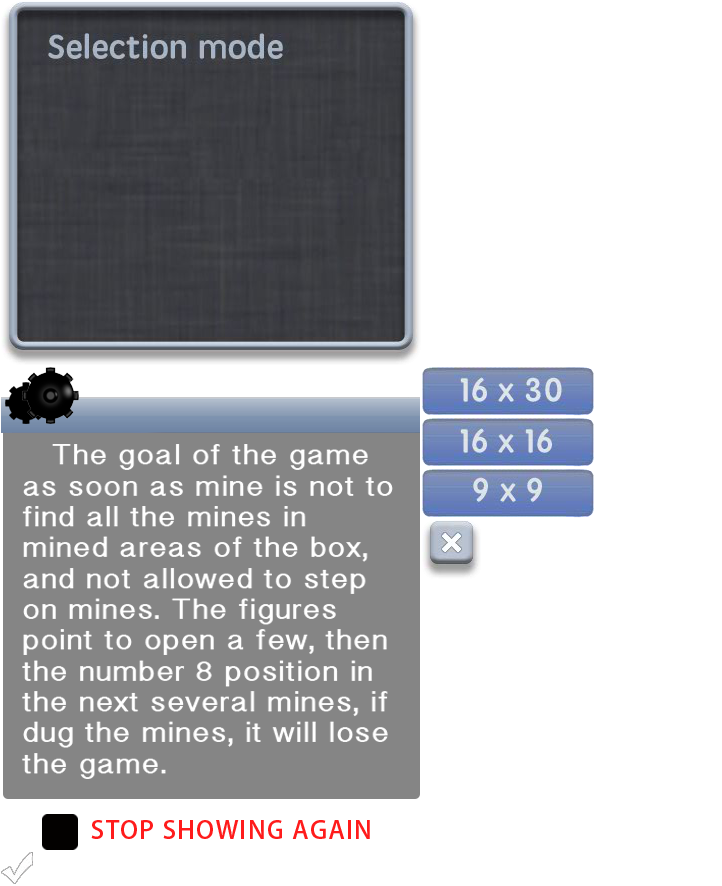 Selection mode
16 x 30
16 x 16
9 x 9
The goal of the game
as soon as mine is not to
find all the mines in
mined areas of the box,
and not allowed to step
on mines. The figures
point to open a few, then
the number 8 position in
the next several mines, if
dug the mines, it will lose
the game.
STOP SHOWING AGAIN